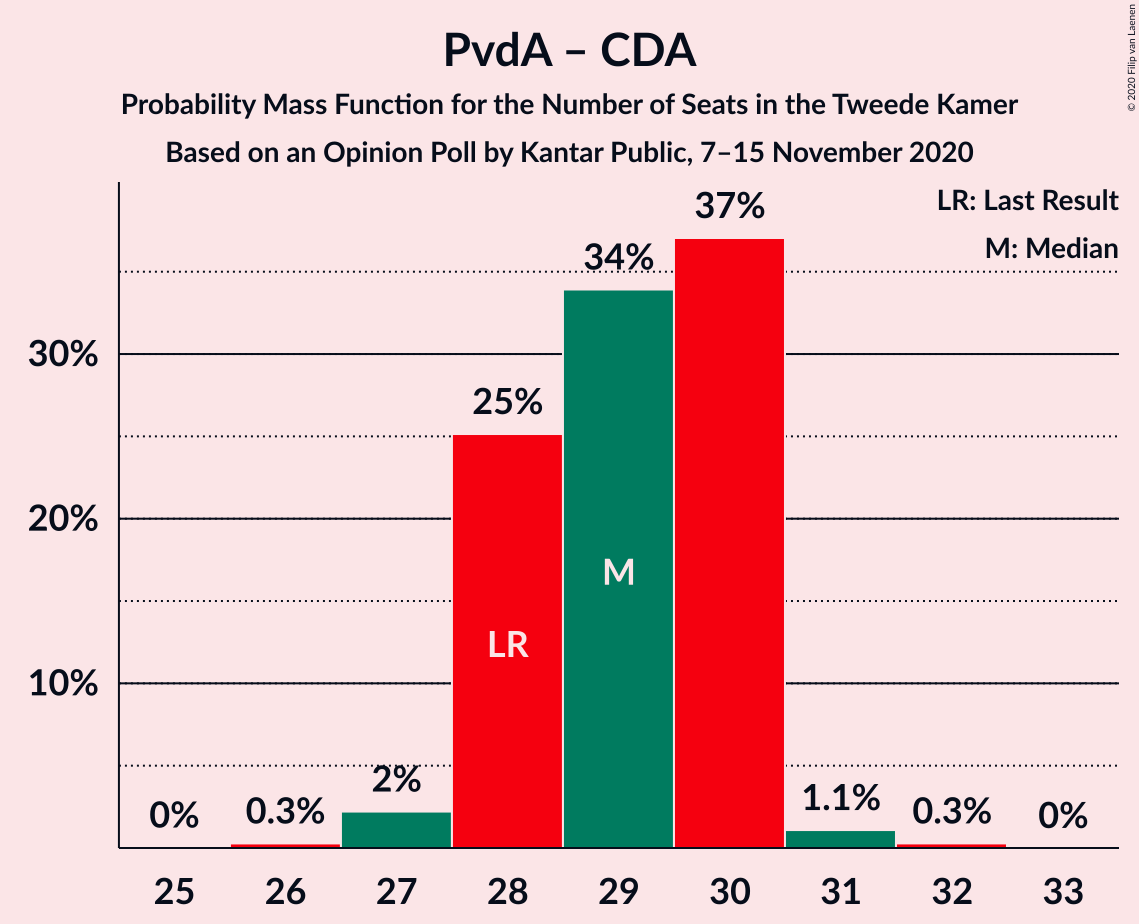 PvdA – CDA
Probability Mass Function for the Number of Seats in the Tweede Kamer
Based on an Opinion Poll by Kantar Public, 7–15 November 2020
© 2020 Filip van Laenen
LR: Last Result
M: Median
30%
20%
10%
0%
0.3%
2%
25%
34%
37%
1.1%
0.3%
0%
LR
M
25
26
27
28
29
30
31
32
33